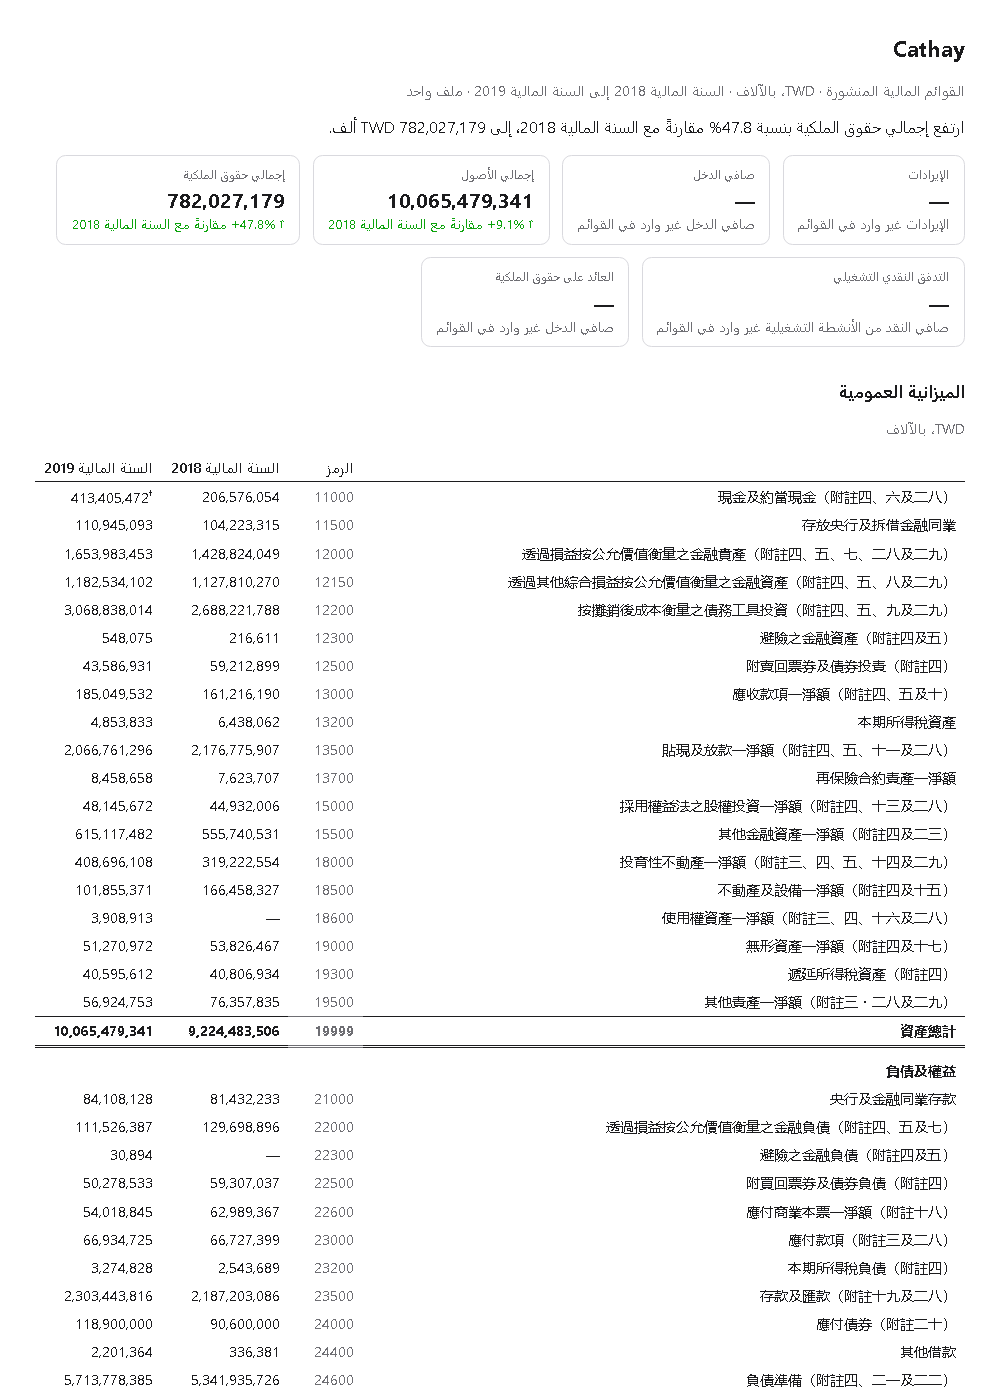 Cathay
القوائم المالية المنشورة · TWD، بالآلاف · السنة المالية 2018 إلى السنة المالية 2019 · ملف واحد
ارتفع إجمالي حقوق الملكية بنسبة 47.8% مقارنةً مع السنة المالية 2018، إلى TWD 782,027,179 ألف.
الإيرادات
—
الإيرادات غير وارد في القوائم
صافي الدخل
—
صافي الدخل غير وارد في القوائم
إجمالي الأصول
10,065,479,341
↑ +9.1% مقارنةً مع السنة المالية 2018
إجمالي حقوق الملكية
782,027,179
↑ +47.8% مقارنةً مع السنة المالية 2018
التدفق النقدي التشغيلي
—
صافي النقد من الأنشطة التشغيلية غير وارد في القوائم
العائد على حقوق الملكية
—
صافي الدخل غير وارد في القوائم
الميزانية العمومية
TWD، بالآلاف
الرمز السنة المالية 2018 السنة المالية 2019
現金及約當現金（附註四、六及二八） 11000 206,576,054 413,405,472†
存放央行及拆借金融同業 11500 104,223,315 110,945,093
透過損益按公允價值衡量之金融貴產（附註四、五、七、二八及二九） 12000 1,428,824,049 1,653,983,453
透過其他綜合損益按公允價值衡量之金融資產（附註四、五、八及二九） 12150 1,127,810,270 1,182,534,102
按攤銷後成本衡量之債務工具投資（附註四、五、九及二九） 12200 2,688,221,788 3,068,838,014
避險之金融資產（附註四及五） 12300 216,611 548,075
附賣回票券及債券投責（附註四） 12500 59,212,899 43,586,931
應收款項一淨額（附註四、五及十） 13000 161,216,190 185,049,532
本期所得稅資產 13200 6,438,062 4,853,833
貼現及放款一淨額（附註四、五、十一及二八） 13500 2,176,775,907 2,066,761,296
再保險合約責產一淨額 13700 7,623,707 8,458,658
採用權益法之股權投資一淨額（附註四、十三及二八） 15000 44,932,006 48,145,672
其他金融資產一淨額（附註四及二三） 15500 555,740,531 615,117,482
投育性不動產一淨額（附註三、四、五、十四及二九） 18000 319,222,554 408,696,108
不動產及設備一淨額（附註四及十五） 18500 166,458,327 101,855,371
使用權資產一淨額（附註三、四、十六及二八） 18600 — 3,908,913
無形資產一淨額（附註四及十七） 19000 53,826,467 51,270,972
遞延所得稅資產（附註四） 19300 40,806,934 40,595,612
其他責產一淨額（附註三・二八及二九） 19500 76,357,835 56,924,753
資產總計 19999 9,224,483,506 10,065,479,341
負債及權益
央行及金融同業存款 21000 81,432,233 84,108,128
透過損益按公允價值衡量之金融負債（附註四、五及七） 22000 129,698,896 111,526,387
避險之金融負債（附註四及五） 22300 — 30,894
附買回票券及債券負債（附註四） 22500 59,307,037 50,278,533
應付商業本票一淨額（附註十八） 22600 62,989,367 54,018,845
應付款項（附註三及二八） 23000 66,727,399 66,934,725
本期所得稅負債（附註四） 23200 2,543,689 3,274,828
存款及匯款（附註十九及二八） 23500 2,187,203,086 2,303,443,816
應付債券（附註二十） 24000 90,600,000 118,900,000
其他借款 24400 336,381 2,201,364
負債準備（附註四、二一及二二） 24600 5,341,935,726 5,713,778,385